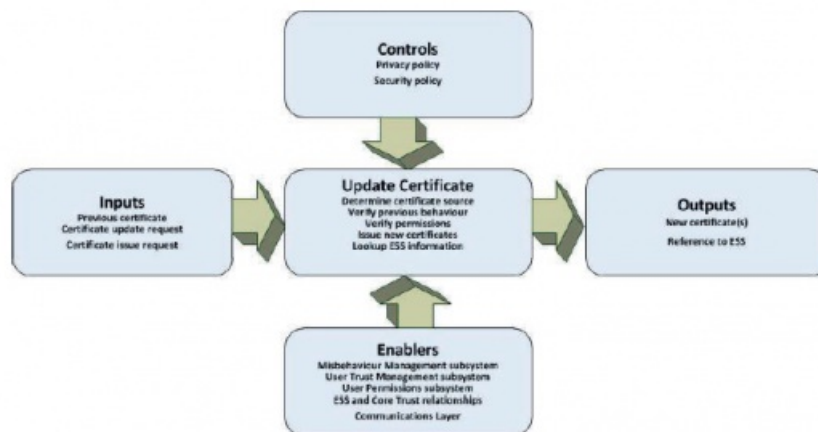 Controls
Privacy policy
Security policy
Inputs
Previous certificate
Certificate update request
Certificate issue request
Update Certificate
Determine certificate source
Verify previous behaviour
Verify permissions
Issue new certificates
Lookup ESS information
Outputs
New certificate(s)
Reference to ESS
Enablers
Misbehaviour Management subsystem
User Trust Management subsystem
User Permissions subsystem
ESS and Core Trust relationships
Communications Layer